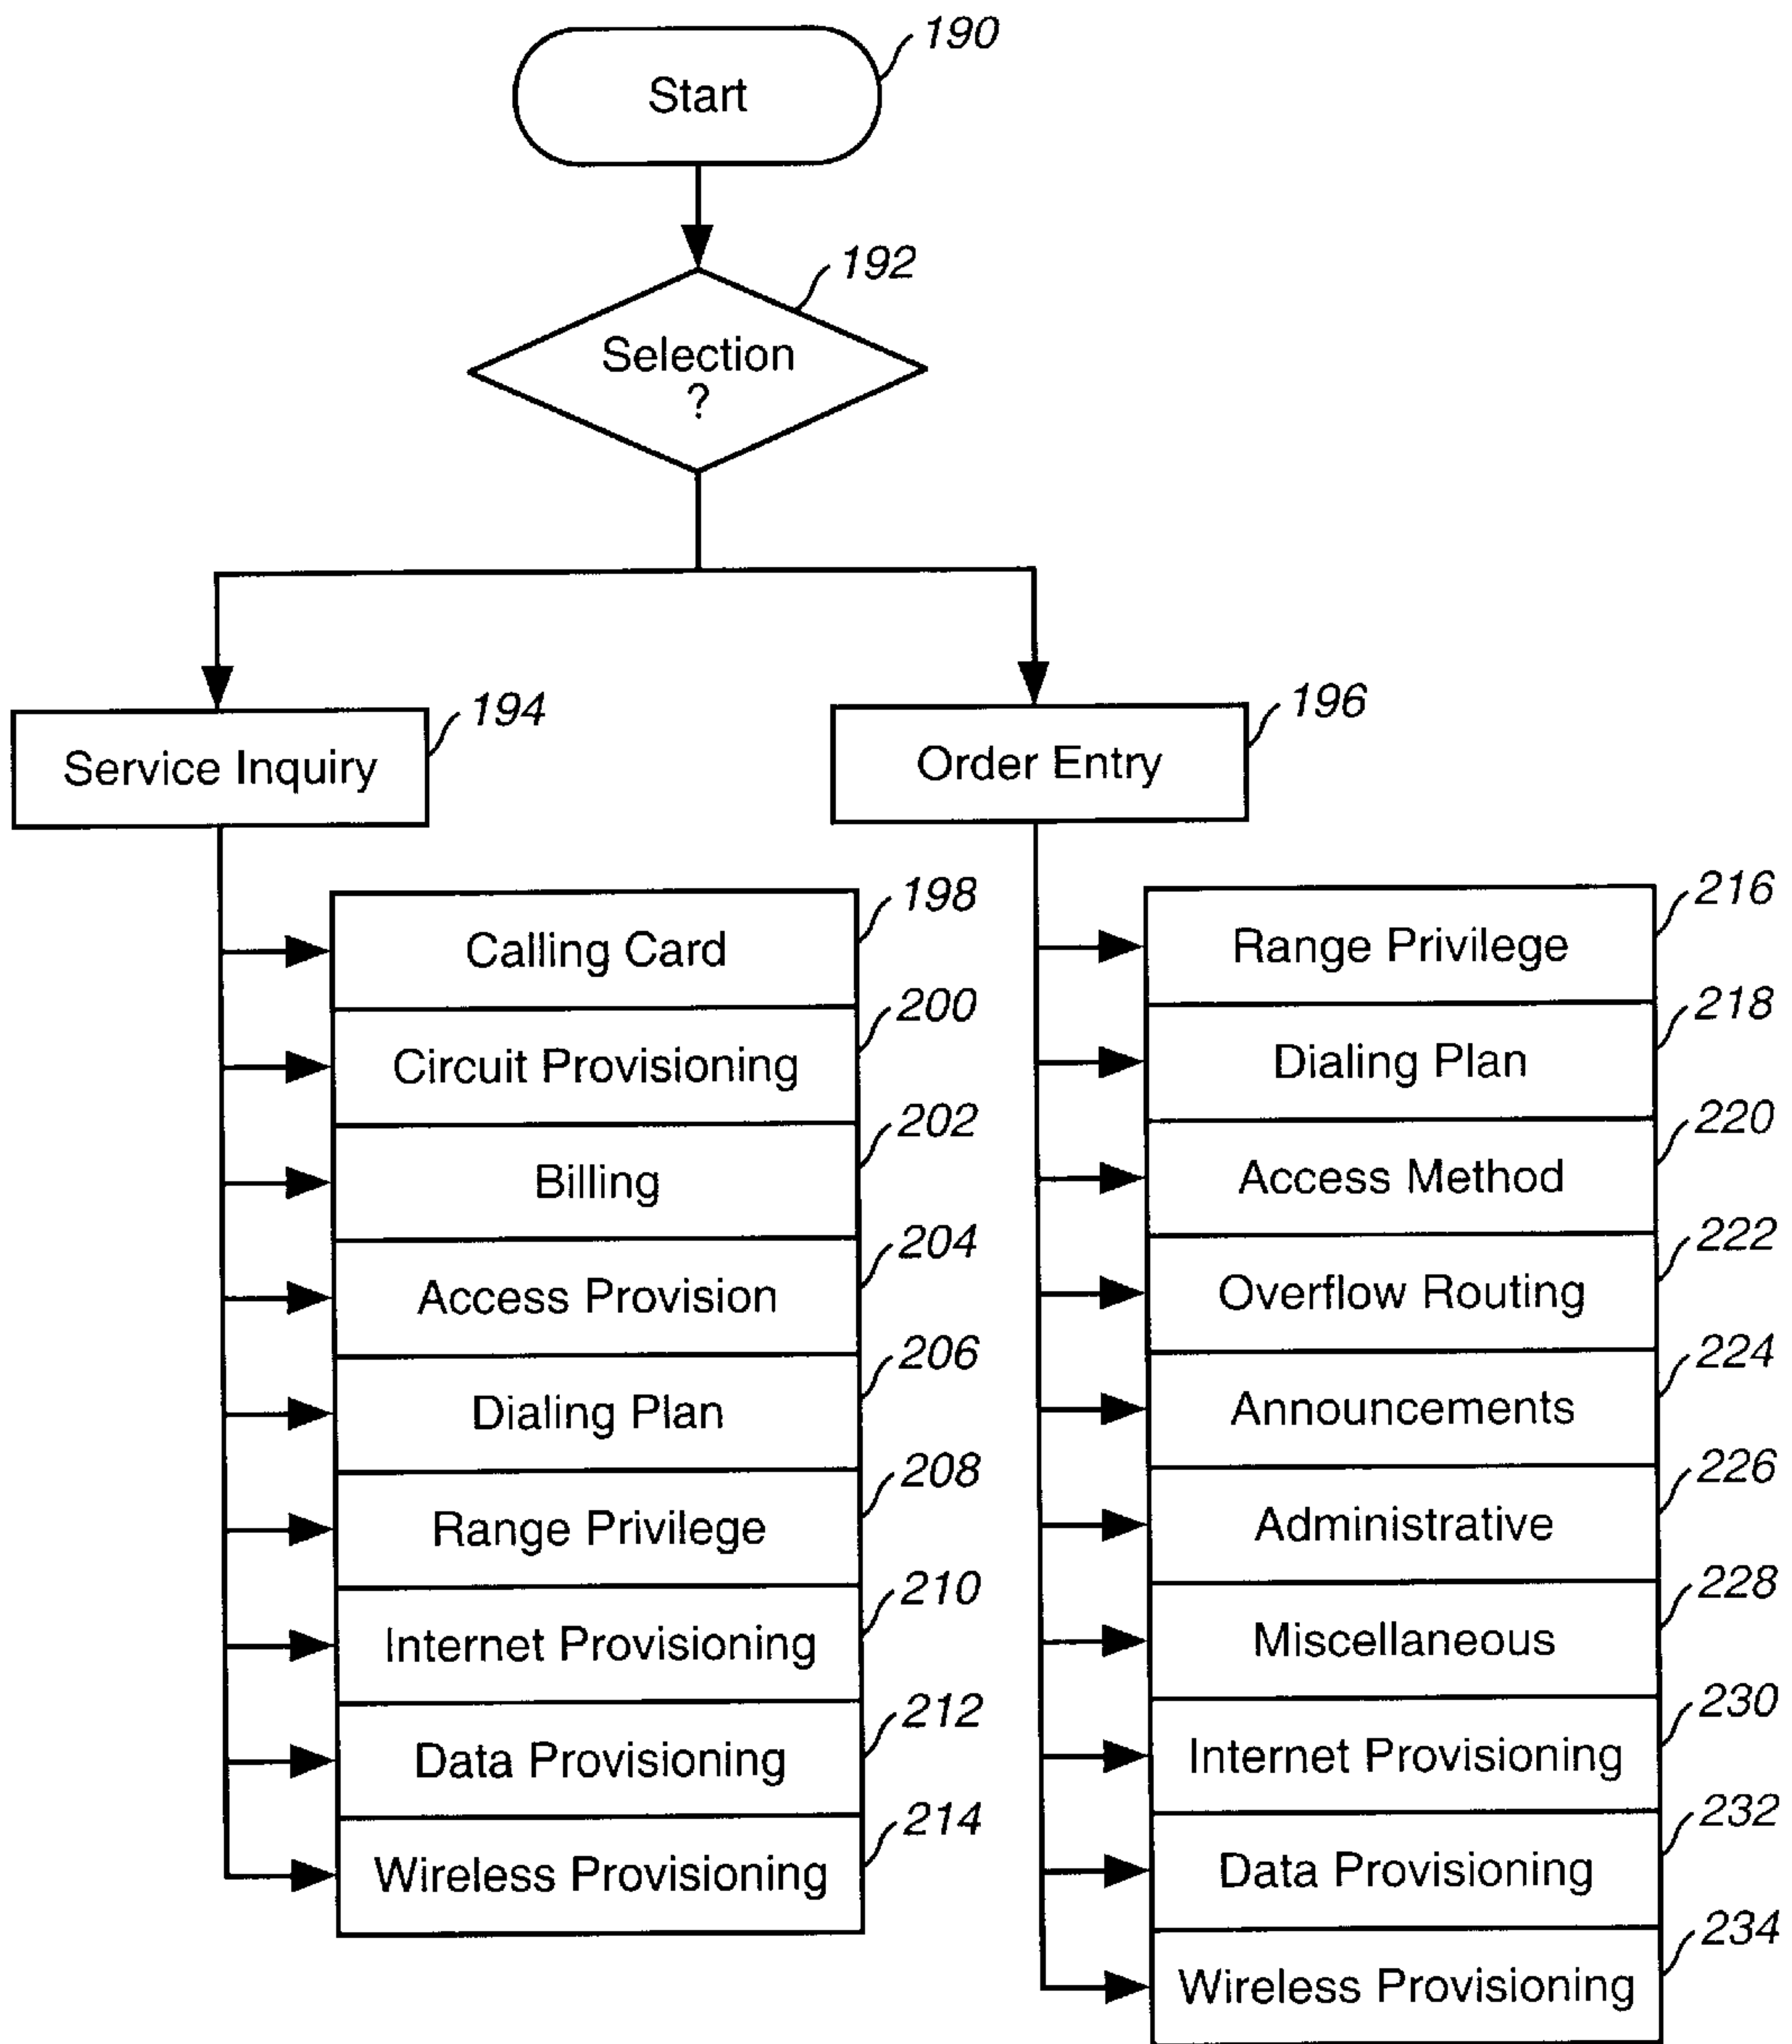 190
Start
192
Selection
?
194
Service Inquiry
196
Order Entry
198
Calling Card
200
Circuit Provisioning
202
Billing
204
Access Provision
206
Dialing Plan
208
Range Privilege
210
Internet Provisioning
212
Data Provisioning
214
Wireless Provisioning
216
Range Privilege
218
Dialing Plan
220
Access Method
222
Overflow Routing
224
Announcements
226
Administrative
228
Miscellaneous
230
Internet Provisioning
232
Data Provisioning
234
Wireless Provisioning